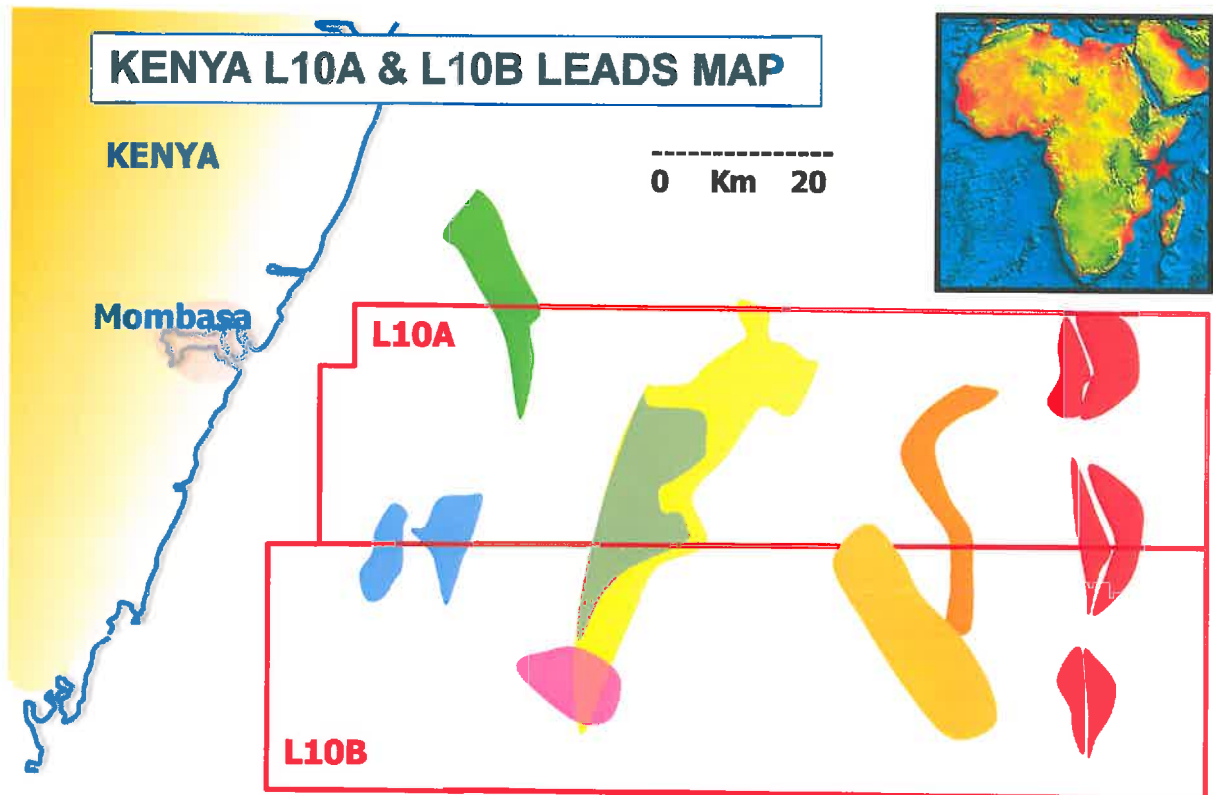 KENYA L10A & L10B LEADS MAP
KENYA
0 Km 20
Mombasa
L10A
L10B